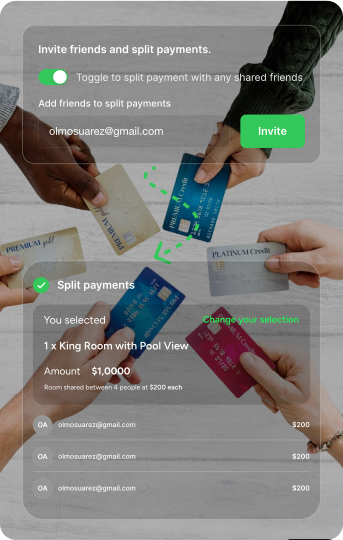 Invite friends and split payments.
Toggle to split payment with any shared friends
Add friends to split payments
olmosuarez@gmail.com
Invite
PREMIUM gold
PREMIUM gold
PREMIUM Credit
PLATINUM Credit
Split payments
You selected
Change your selection
1 x King Room with Pool View
Amount $1,0000
Room shared between 4 people at $200 each
OA olmosuarez@gmail.com $200
OA olmosuarez@gmail.com $200
OA olmosuarez@gmail.com $200